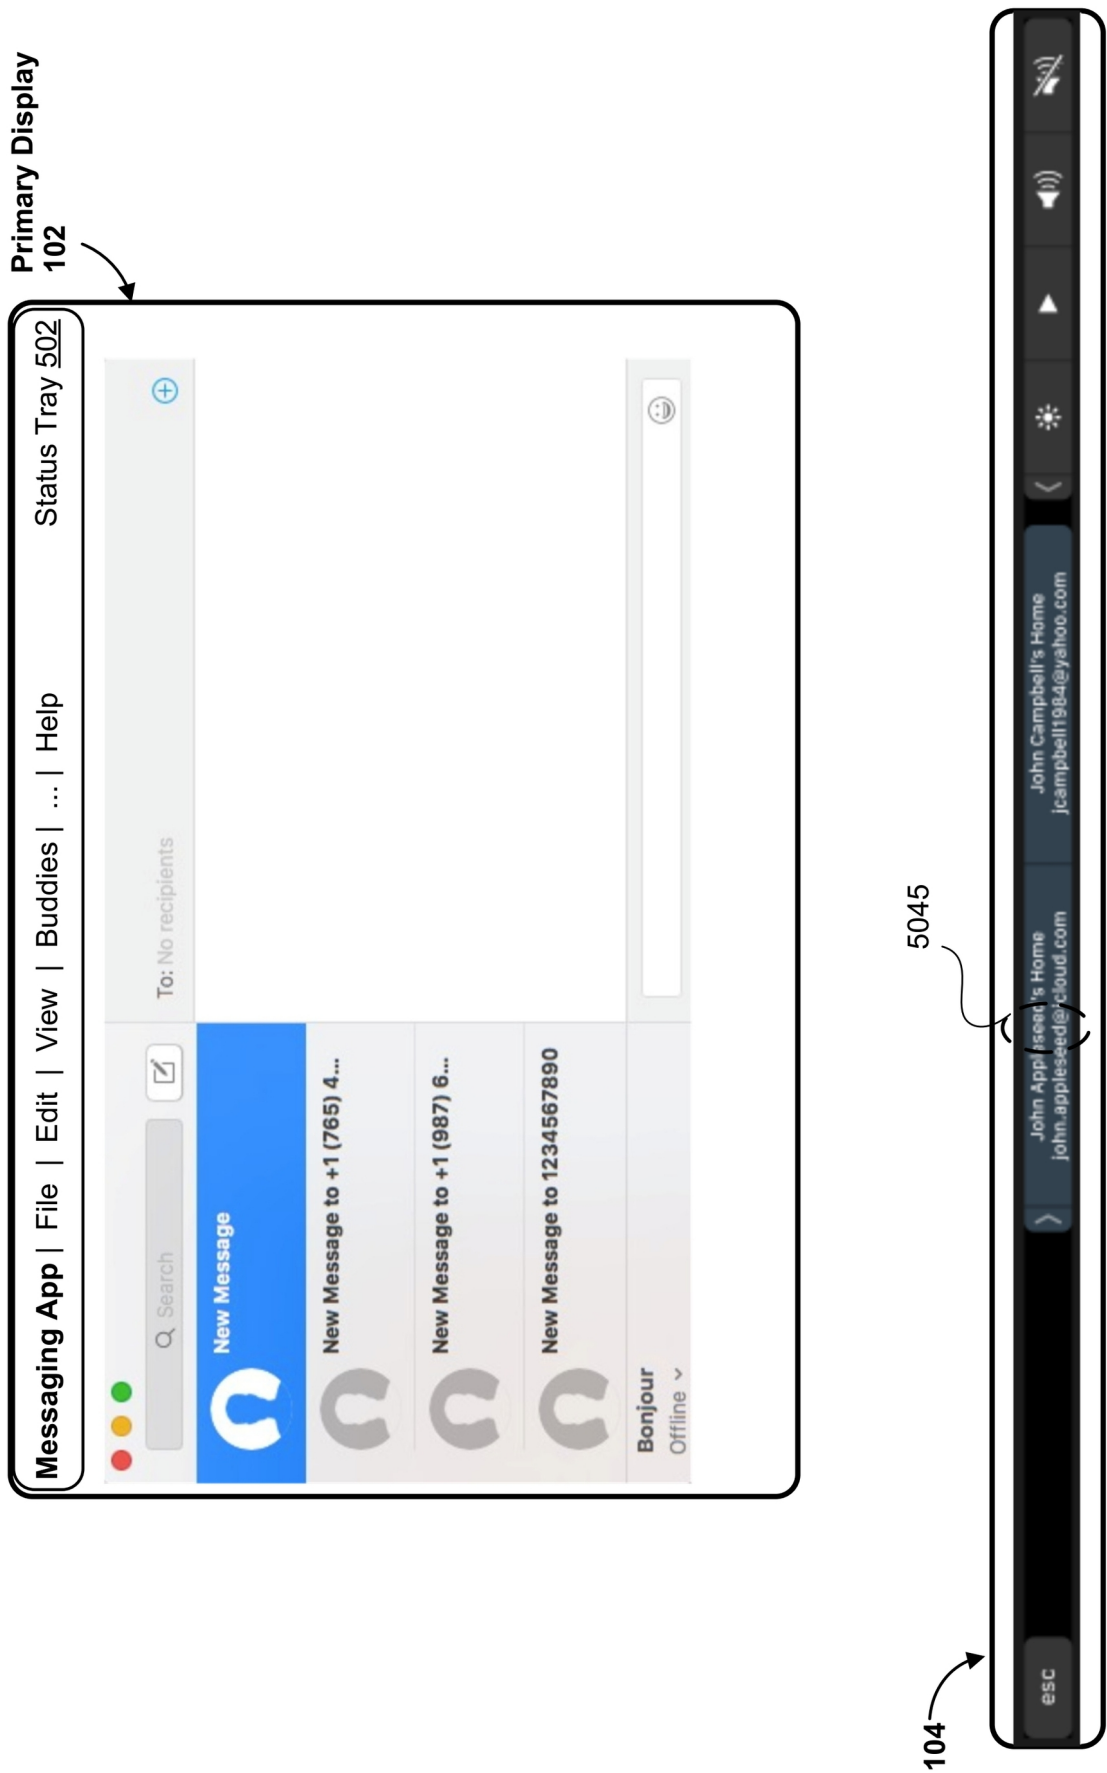 Primary Display
102
Messaging App | File | Edit | View | Buddies | ... | Help
Status Tray 502
Search
To: No recipients
New Message
New Message to +1 (765) 4...
New Message to +1 (987) 6...
New Message to 1234567890
Bonjour
Offline
5045
104
esc
John Appleseed's Home
john.appleseed@icloud.com
John Campbell's Home
jcampbell1984@yahoo.com